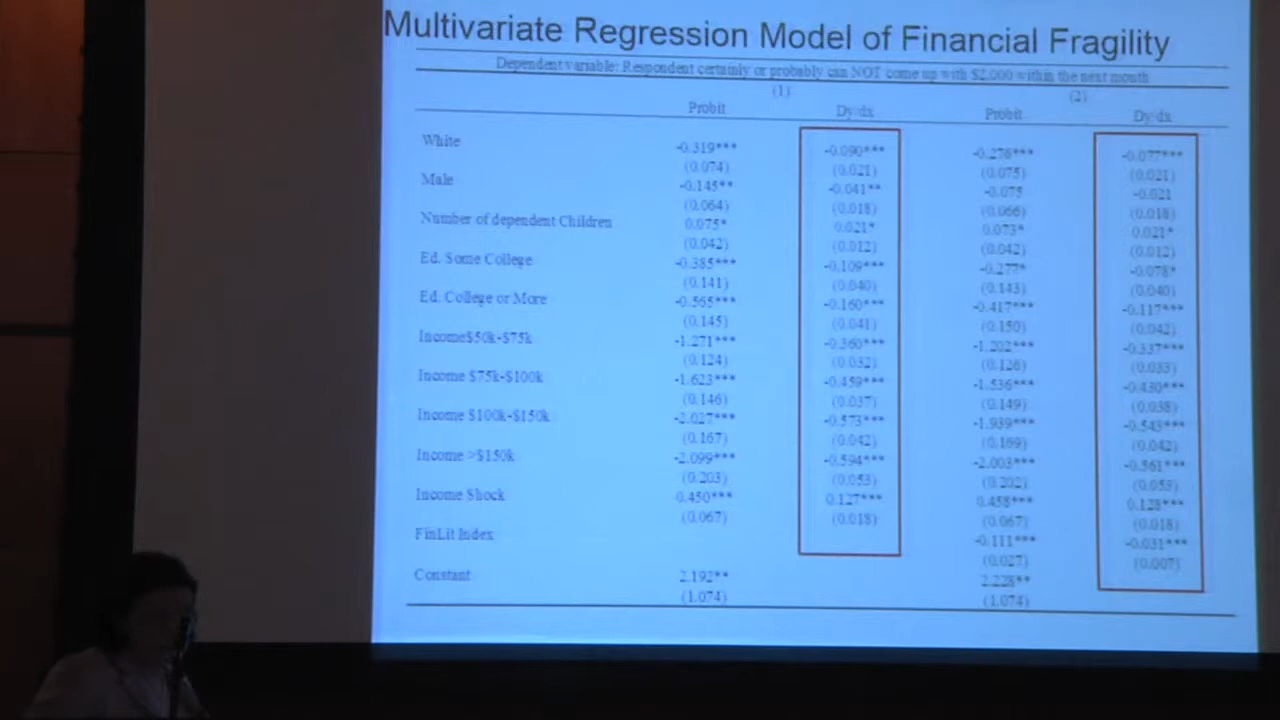 Multivariate Regression Model of Financial Fragility
Dependent variable: Respondent certainly or probably can NOT come up with $2,000 within the next month
(1) (2)
Probit Dy/dx Probit Dy/dx
White -0.319*** -0.090*** -0.276*** -0.077***
(0.074) (0.021) (0.075) (0.021)
Male -0.145** -0.041** -0.075 -0.021
(0.064) (0.018) (0.066) (0.018)
Number of dependent Children 0.075* 0.021* 0.073* 0.021*
(0.042) (0.012) (0.042) (0.012)
Ed. Some College -0.385*** -0.109*** -0.277* -0.078*
(0.141) (0.040) (0.143) (0.040)
Ed. College or More -0.565*** -0.160*** -0.417*** -0.117***
(0.145) (0.041) (0.150) (0.042)
Income$50k-$75k -1.271*** -0.360*** -1.202*** -0.337***
(0.124) (0.032) (0.126) (0.033)
Income $75k-$100k -1.623*** -0.459*** -1.536*** -0.430***
(0.146) (0.037) (0.149) (0.038)
Income $100k-$150k -2.027*** -0.573*** -1.939*** -0.543***
(0.167) (0.042) (0.169) (0.042)
Income >$150k -2.099*** -0.594*** -2.003*** -0.561***
(0.203) (0.053) (0.202) (0.053)
Income Shock 0.450*** 0.127*** 0.458*** 0.128***
(0.067) (0.018) (0.067) (0.018)
FinLit Index -0.111*** -0.031***
(0.027) (0.007)
Constant 2.192** 2.228**
(1.074) (1.074)